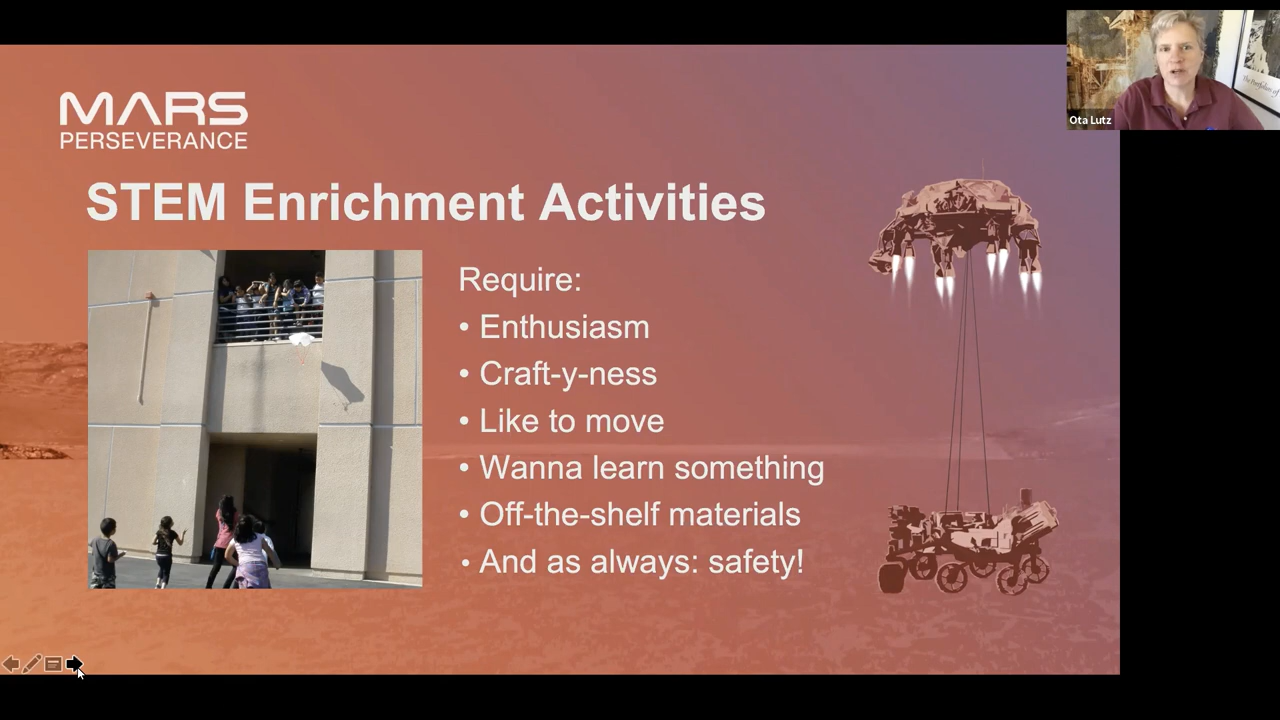 MARS
PERSEVERANCE
STEM Enrichment Activities
Require:
• Enthusiasm
• Craft-y-ness
• Like to move
• Wanna learn something
• Off-the-shelf materials
• And as always: safety!
Ota Lutz